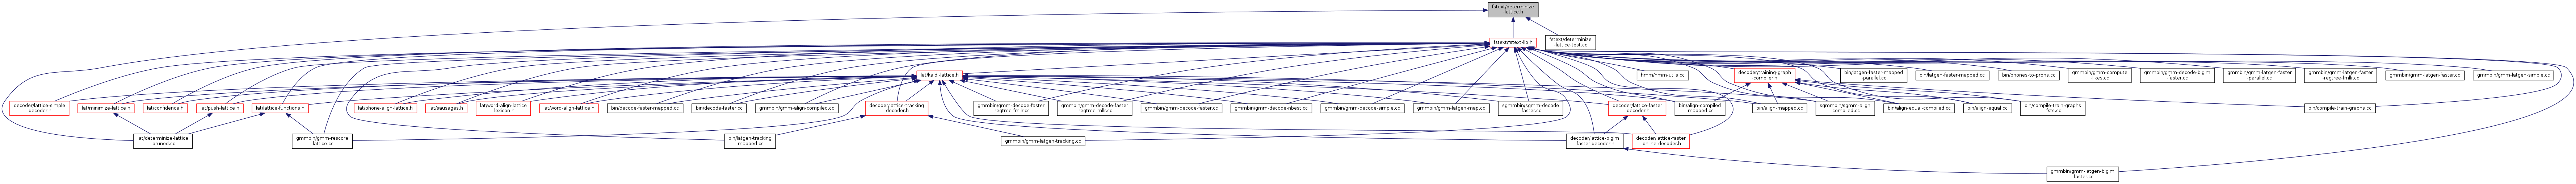 fstext/determinize
-lattice.h
fstext/fstext-lib.h
fstext/determinize
-lattice-test.cc
lat/kaldi-lattice.h
hmm/hmm-utils.cc
decoder/training-graph
-compiler.h
bin/latgen-faster-mapped
-parallel.cc
bin/latgen-faster-mapped.cc
bin/phones-to-prons.cc
gmmbin/gmm-compute
-likes.cc
gmmbin/gmm-decode-biglm
-faster.cc
gmmbin/gmm-latgen-faster
-parallel.cc
gmmbin/gmm-latgen-faster
-regtree-fmllr.cc
gmmbin/gmm-latgen-faster.cc
gmmbin/gmm-latgen-simple.cc
decoder/lattice-simple
-decoder.h
lat/minimize-lattice.h
lat/confidence.h
lat/push-lattice.h
lat/lattice-functions.h
lat/phone-align-lattice.h
lat/sausages.h
lat/word-align-lattice
-lexicon.h
lat/word-align-lattice.h
bin/decode-faster-mapped.cc
bin/decode-faster.cc
gmmbin/gmm-align-compiled.cc
decoder/lattice-tracking
-decoder.h
gmmbin/gmm-decode-faster
-regtree-fmllr.cc
gmmbin/gmm-decode-faster
-regtree-mllr.cc
gmmbin/gmm-decode-faster.cc
gmmbin/gmm-decode-nbest.cc
gmmbin/gmm-decode-simple.cc
gmmbin/gmm-latgen-map.cc
sgmmbin/sgmm-decode
-faster.cc
decoder/lattice-faster
-decoder.h
bin/align-compiled
-mapped.cc
bin/align-mapped.cc
sgmmbin/sgmm-align
-compiled.cc
bin/align-equal-compiled.cc
bin/align-equal.cc
bin/compile-train-graphs
-fsts.cc
bin/compile-train-graphs.cc
lat/determinize-lattice
-pruned.cc
gmmbin/gmm-rescore
-lattice.cc
bin/latgen-tracking
-mapped.cc
gmmbin/gmm-latgen-tracking.cc
decoder/lattice-biglm
-faster-decoder.h
decoder/lattice-faster
-online-decoder.h
gmmbin/gmm-latgen-biglm
-faster.cc